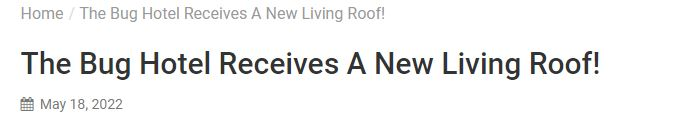 Home / The Bug Hotel Receives A New Living Roof!
The Bug Hotel Receives A New Living Roof!
May 18, 2022